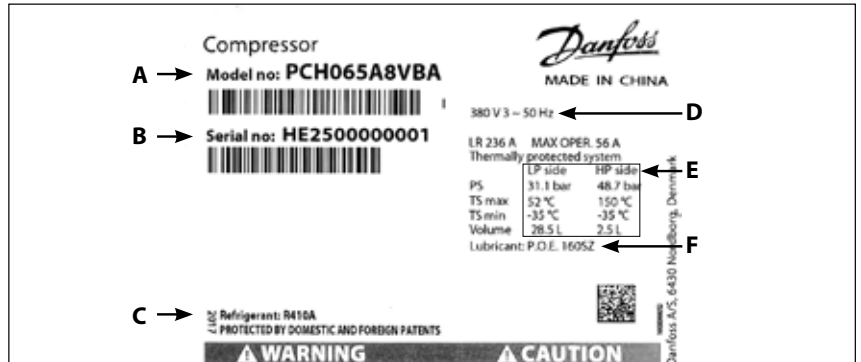 Compressor
A
Model no: PCH065A8VBA
B
Serial no: HE2500000001
C
2017
Refrigerant: R410A
PROTECTED BY DOMESTIC AND FOREIGN PATENTS
WARNING
CAUTION
Danfoss
MADE IN CHINA
380 V 3 ~ 50 Hz
D
LR 236 A MAX OPER. 56 A
Thermally protected system
LP side HP side
E
PS 31.1 bar 48.7 bar
TS max 52 °C 150 °C
TS min -35 °C -35 °C
Volume 28.5 L 2.5 L
Lubricant: P.O.E. 160SZ
F
Danfoss A/S, 6430 Nordborg, Denmark